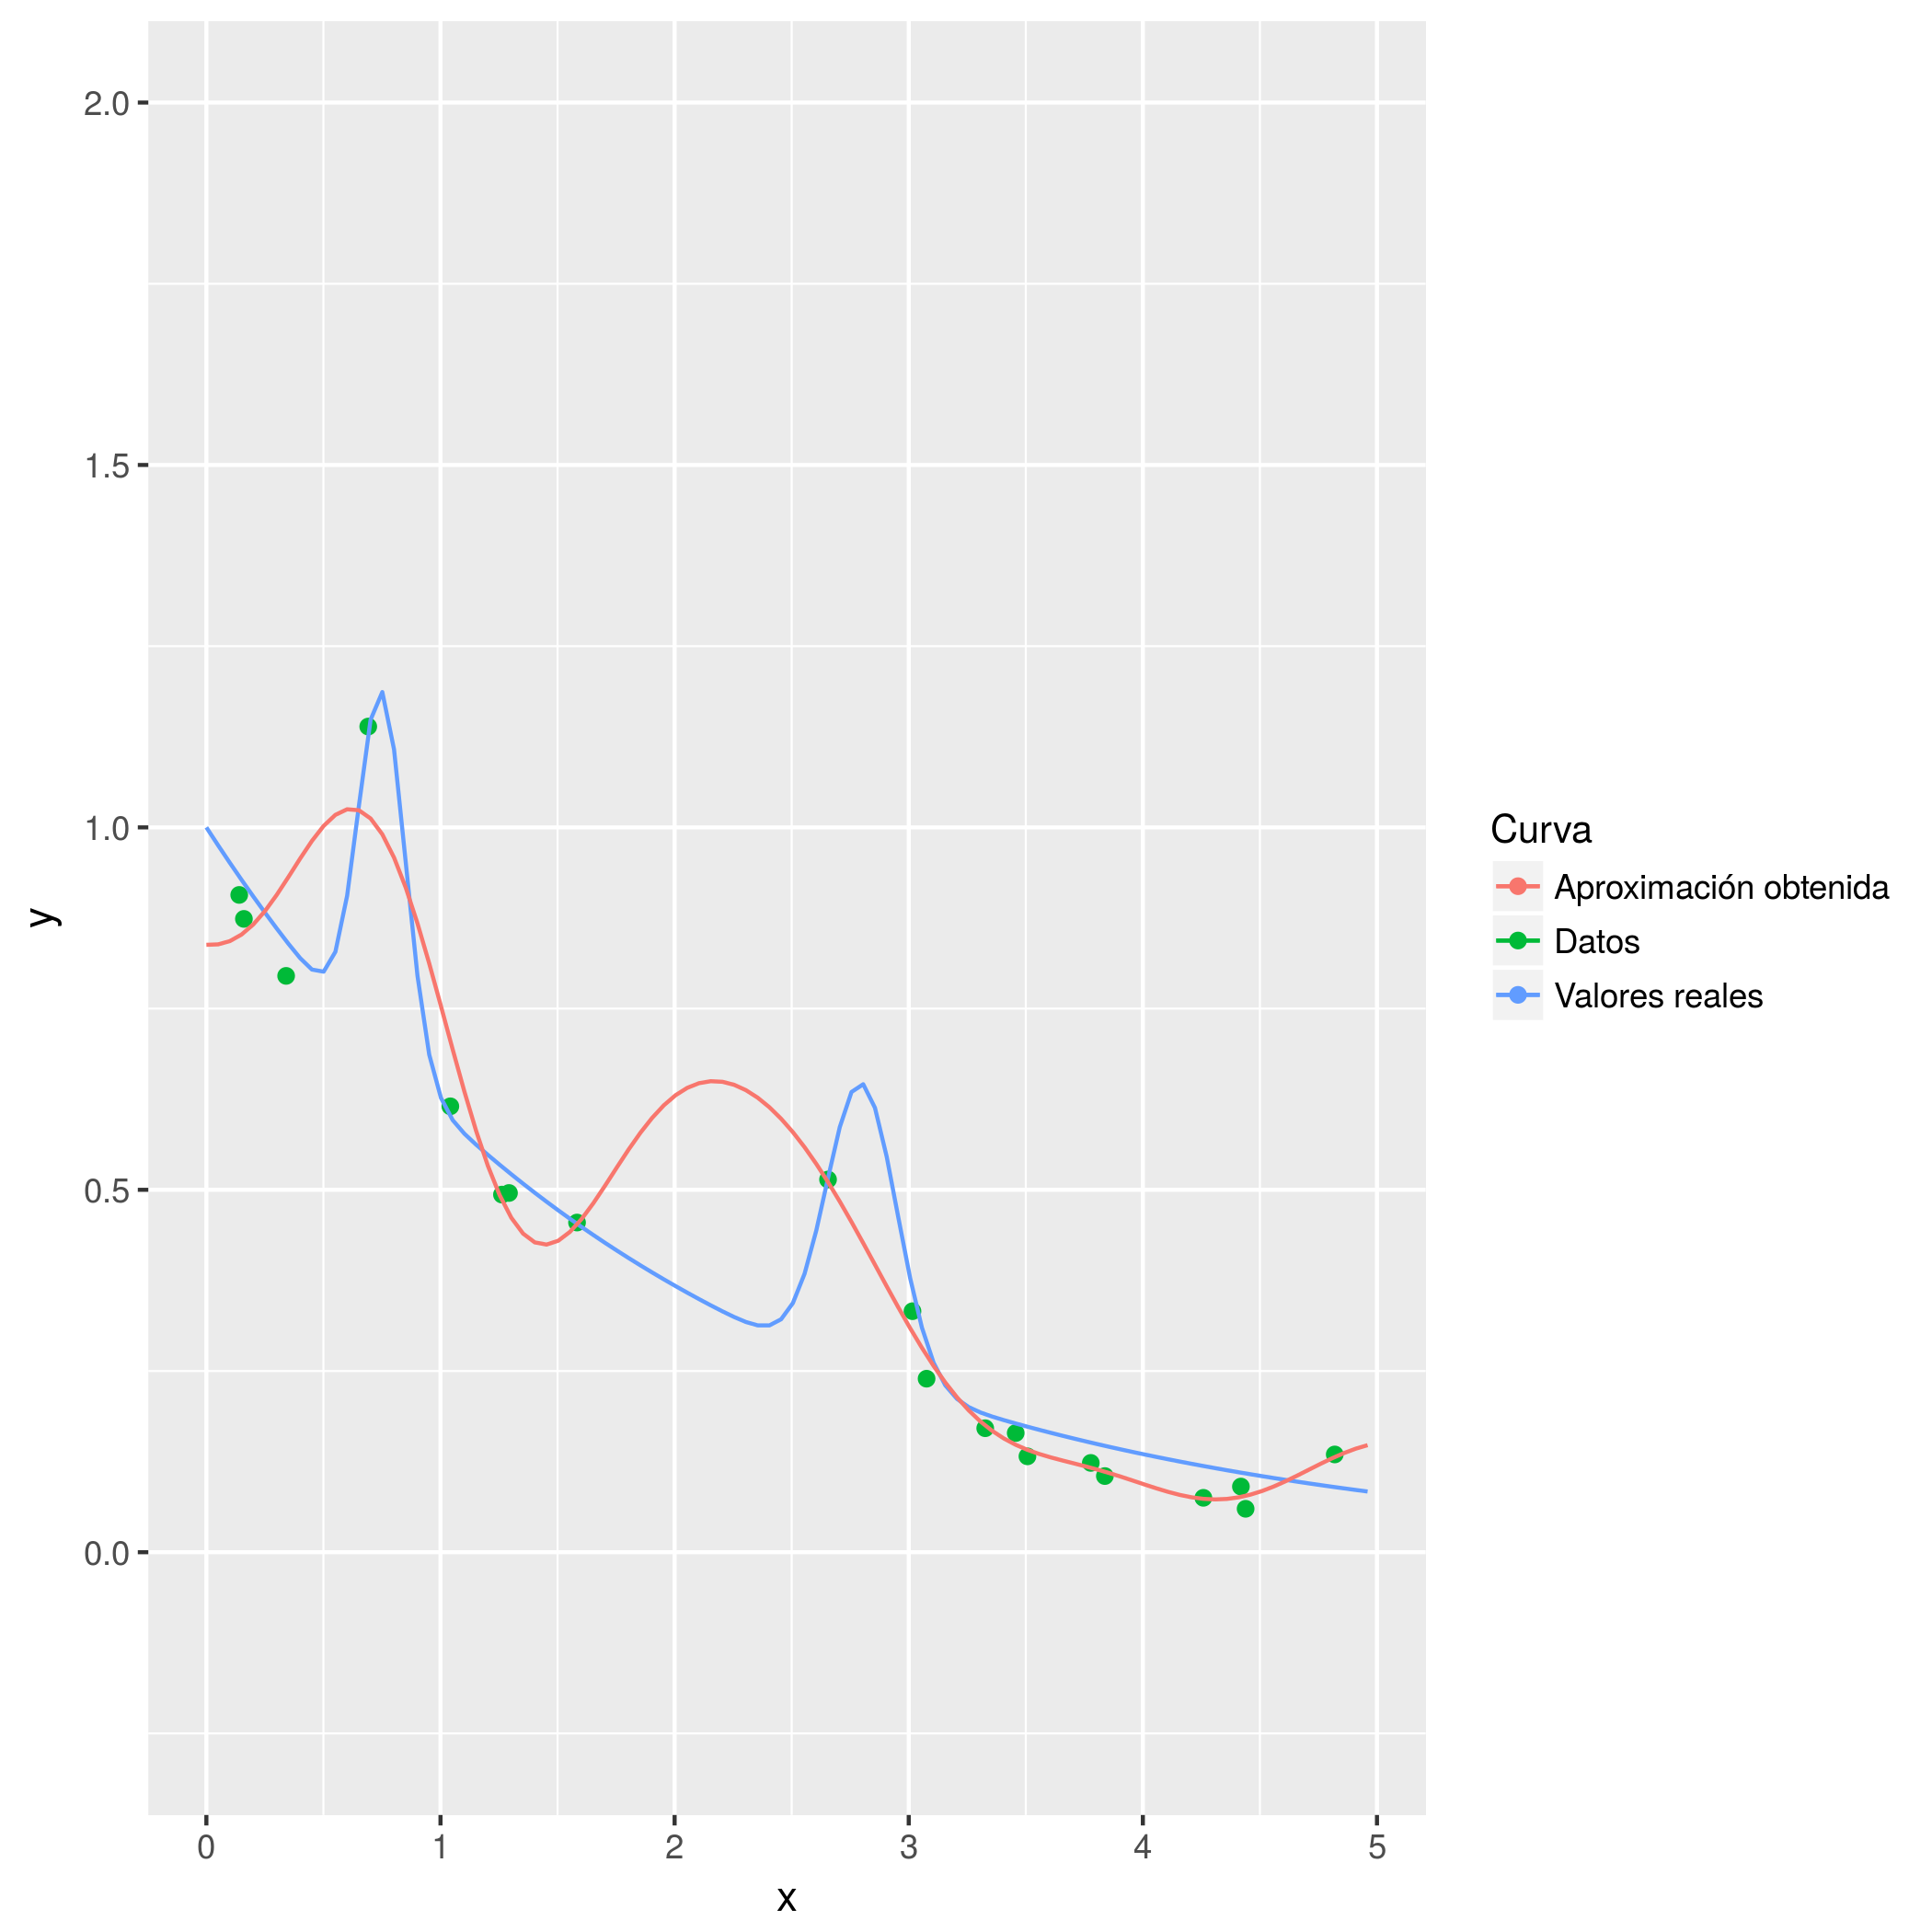 2.0
1.5
1.0
0.5
0.0
y
0 1 2 3 4 5
x
Curva
Aproximación obtenida
Datos
Valores reales